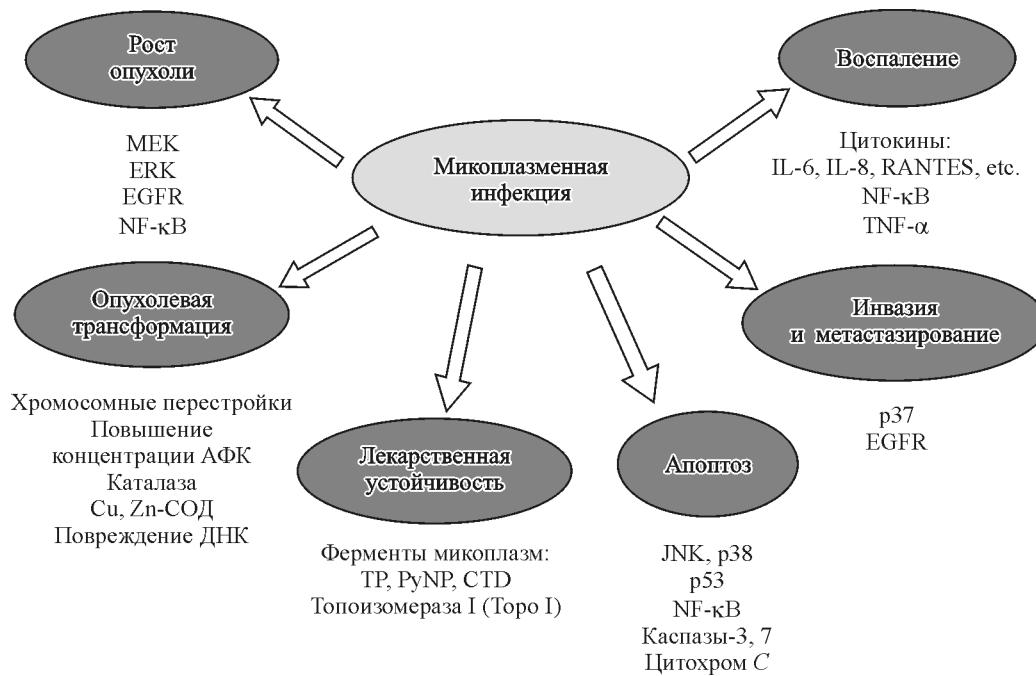 Рост
опухоли
MEK
ERK
EGFR
NF-κB
Воспаление
Цитокины:
IL-6, IL-8, RANTES, etc.
NF-κB
TNF-α
Микоплазменная
инфекция
Опухолевая
трансформация
Хромосомные перестройки
Повышение
концентрации АФК
Каталаза
Cu, Zn-СОД
Повреждение ДНК
Лекарственная
устойчивость
Ферменты микоплазм:
TP, PyNP, CTD
Топоизомераза I (Topo I)
Апоптоз
JNK, p38
p53
NF-κB
Каспазы-3, 7
Цитохром C
Инвазия
и метастазирование
p37
EGFR